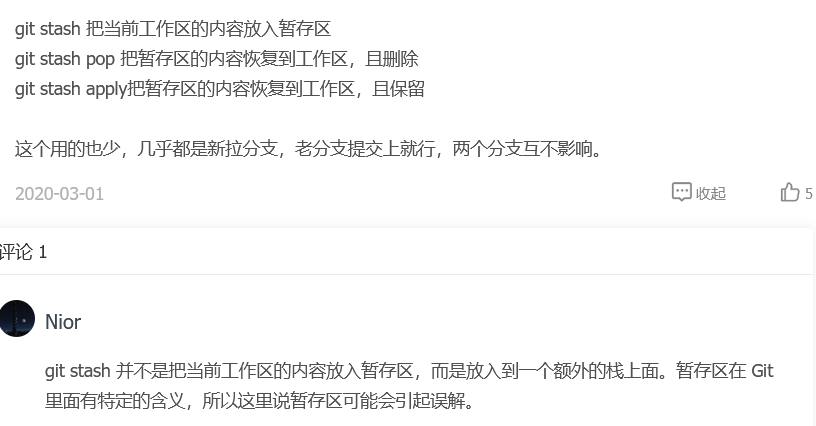 git stash 把当前工作区的内容放入暂存区
git stash pop 把暂存区的内容恢复到工作区，且删除
git stash apply把暂存区的内容恢复到工作区，且保留
这个用的也少，几乎都是新拉分支，老分支提交上就行，两个分支互不影响。
2020-03-01 收起 5
评论 1
Nior
git stash 并不是把当前工作区的内容放入暂存区，而是放入到一个额外的栈上面。暂存区在 Git
里面有特定的含义，所以这里说暂存区可能会引起误解。